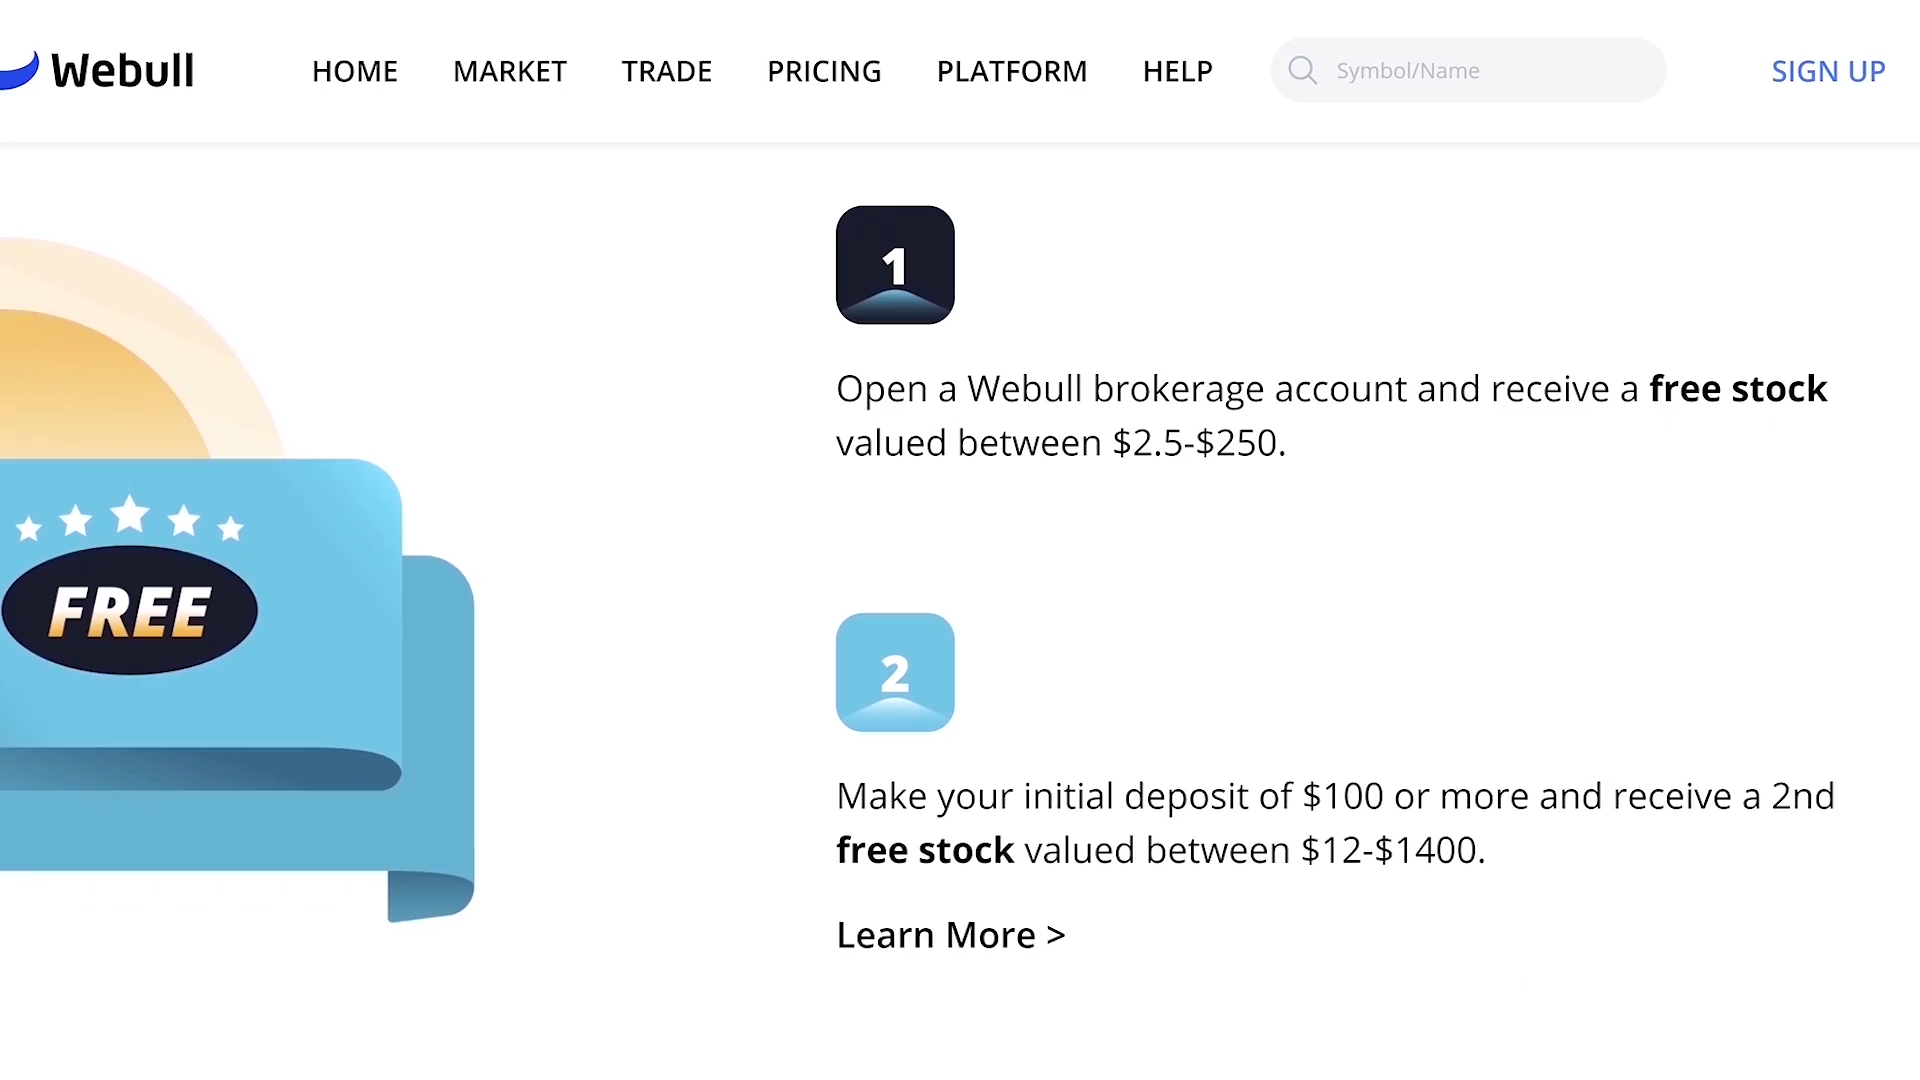 Webull HOME MARKET TRADE PRICING PLATFORM HELP Symbol/Name SIGN UP
1
Open a Webull brokerage account and receive a free stock
valued between $2.5-$250.
FREE
2
Make your initial deposit of $100 or more and receive a 2nd
free stock valued between $12-$1400.
Learn More >